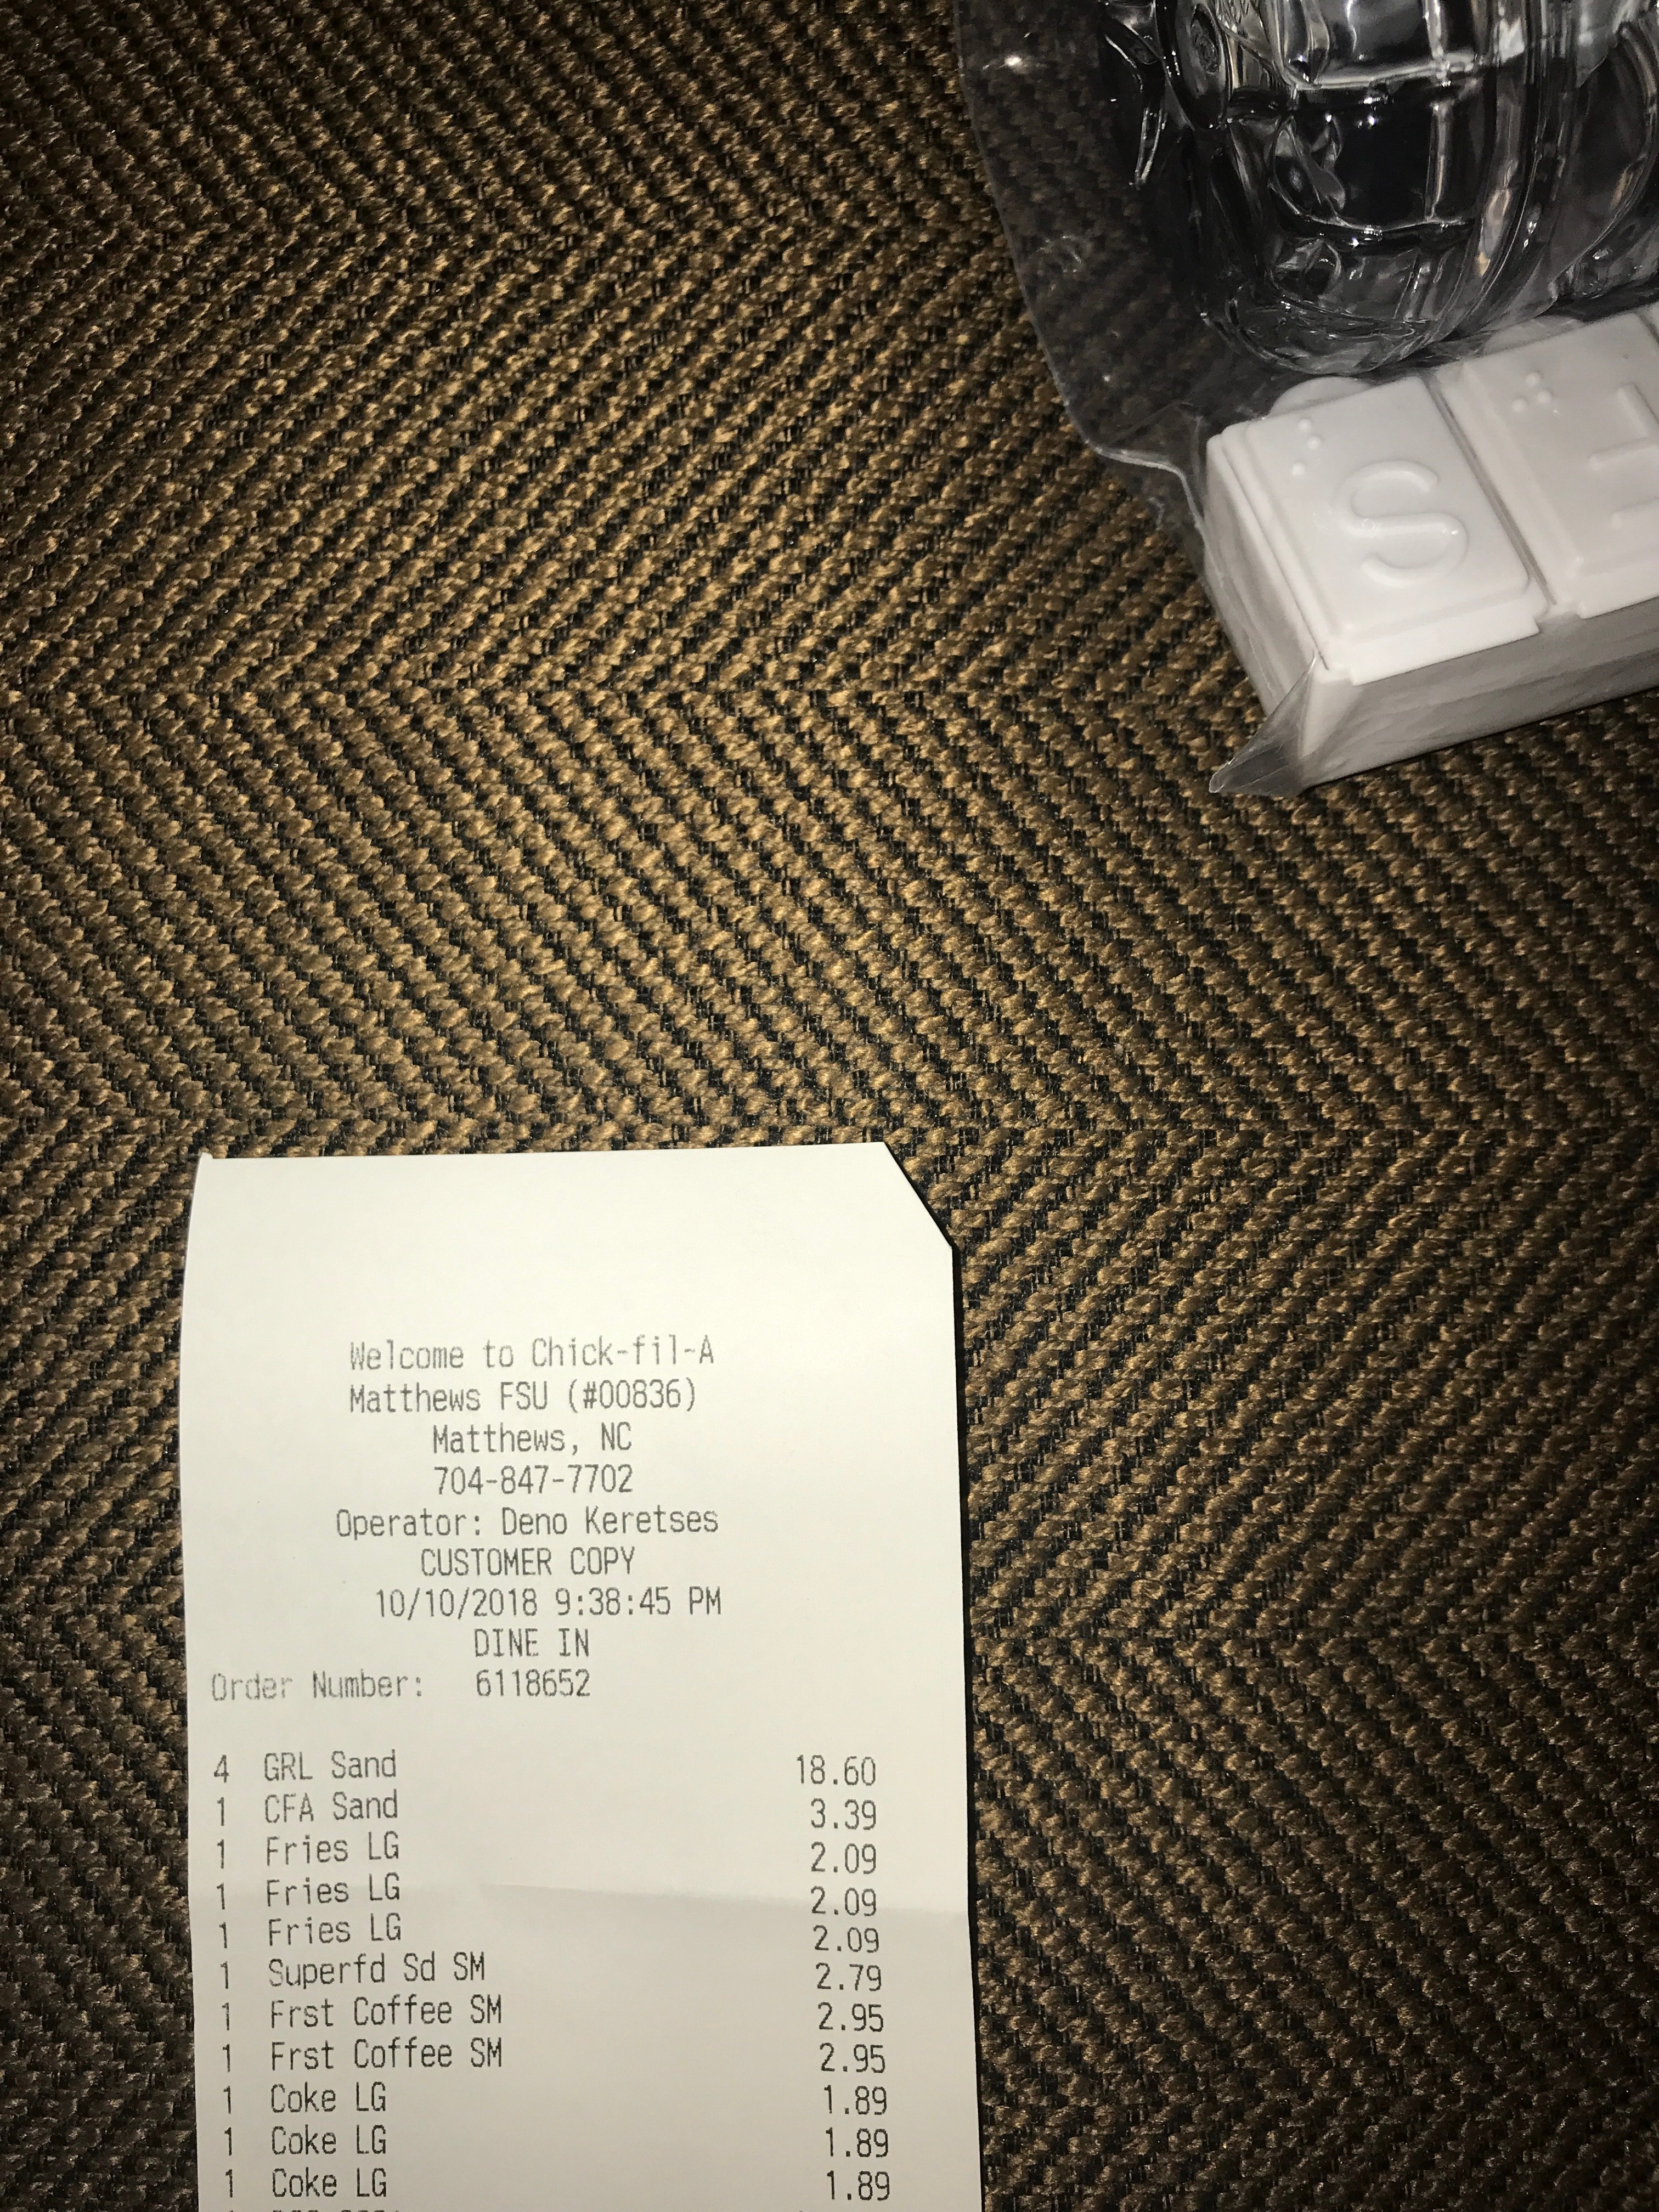 S
Welcome to Chick-fil-A
Matthews FSU (#00836)
Matthews, NC
704-847-7702
Operator: Deno Keretses
CUSTOMER COPY
10/10/2018 9:38:45 PM
DINE IN
Order Number: 6118652
4 GRL Sand 18.60
1 CFA Sand 3.39
1 Fries LG 2.09
1 Fries LG 2.09
1 Fries LG 2.09
1 Superfd Sd SM 2.79
1 Frst Coffee SM 2.95
1 Frst Coffee SM 2.95
1 Coke LG 1.89
1 Coke LG 1.89
1 Coke LG 1.89